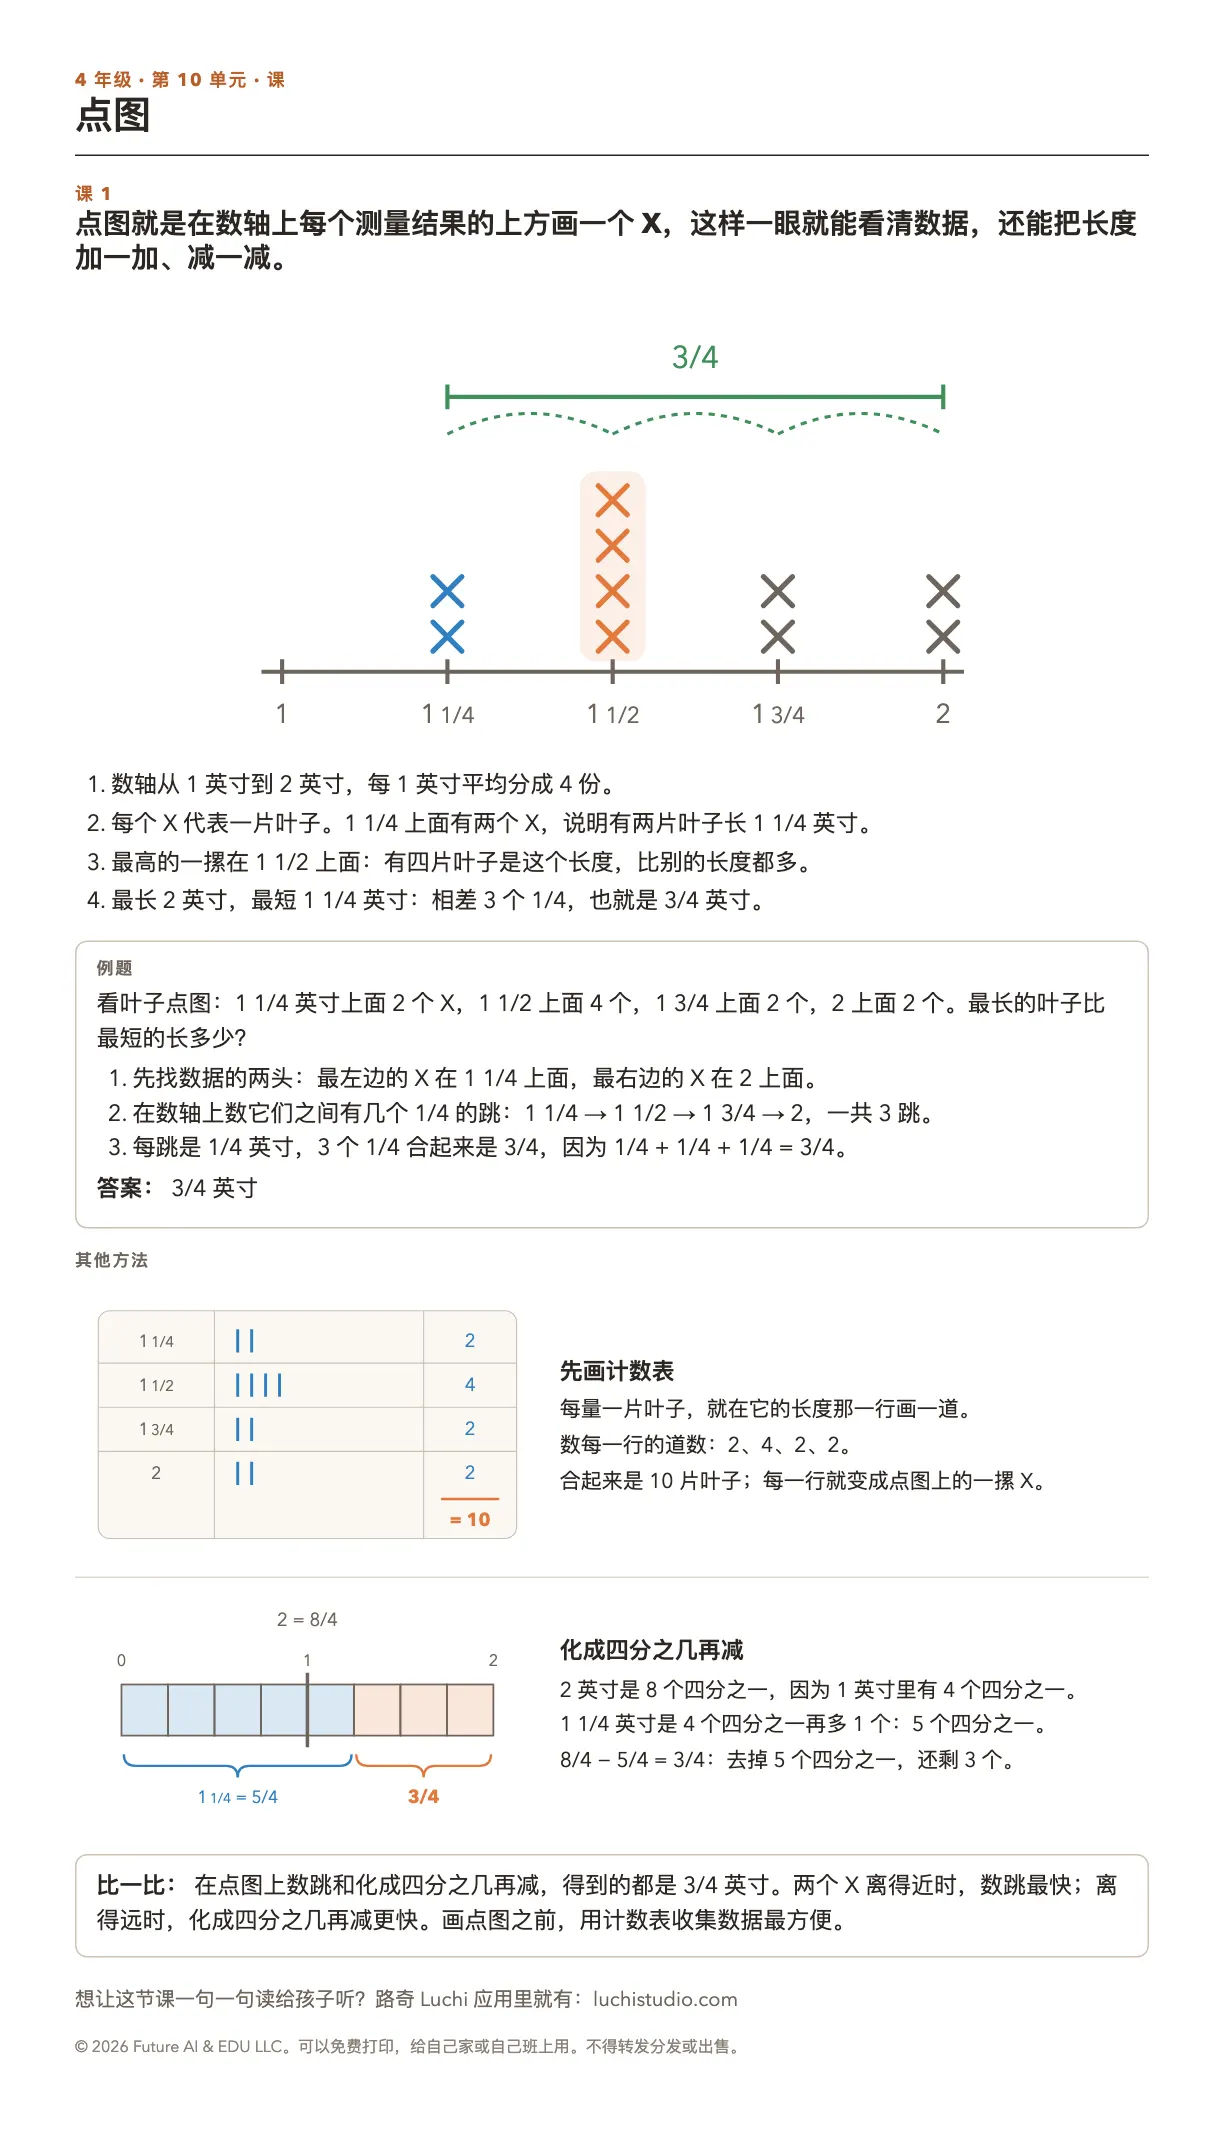 4 年级 · 第 10 单元 · 课
点图
课 1
点图就是在数轴上每个测量结果的上方画一个 X，这样一眼就能看清数据，还能把长度
加一加、减一减。
3/4
1 1 1/4 1 1/2 1 3/4 2
1. 数轴从 1 英寸到 2 英寸，每 1 英寸平均分成 4 份。
2. 每个 X 代表一片叶子。1 1/4 上面有两个 X，说明有两片叶子长 1 1/4 英寸。
3. 最高的一摞在 1 1/2 上面：有四片叶子是这个长度，比别的长度都多。
4. 最长 2 英寸，最短 1 1/4 英寸：相差 3 个 1/4，也就是 3/4 英寸。
例题
看叶子点图：1 1/4 英寸上面 2 个 X，1 1/2 上面 4 个，1 3/4 上面 2 个，2 上面 2 个。最长的叶子比
最短的长多少？
1. 先找数据的两头：最左边的 X 在 1 1/4 上面，最右边的 X 在 2 上面。
2. 在数轴上数它们之间有几个 1/4 的跳：1 1/4 → 1 1/2 → 1 3/4 → 2，一共 3 跳。
3. 每跳是 1/4 英寸，3 个 1/4 合起来是 3/4，因为 1/4 + 1/4 + 1/4 = 3/4。
答案： 3/4 英寸
其他方法
1 1/4 2
1 1/2 4
1 3/4 2
2 2
= 10
先画计数表
每量一片叶子，就在它的长度那一行画一道。
数每一行的道数：2、4、2、2。
合起来是 10 片叶子；每一行就变成点图上的一摞 X。
2 = 8/4
0 1 2
1 1/4 = 5/4 3/4
化成四分之几再减
2 英寸是 8 个四分之一，因为 1 英寸里有 4 个四分之一。
1 1/4 英寸是 4 个四分之一再多 1 个：5 个四分之一。
8/4 − 5/4 = 3/4：去掉 5 个四分之一，还剩 3 个。
比一比： 在点图上数跳和化成四分之几再减，得到的都是 3/4 英寸。两个 X 离得近时，数跳最快；离
得远时，化成四分之几再减更快。画点图之前，用计数表收集数据最方便。
想让这节课一句一句读给孩子听？路奇 Luchi 应用里就有：luchistudio.com
© 2026 Future AI & EDU LLC。可以免费打印，给自己家或自己班上用。不得转发分发或出售。